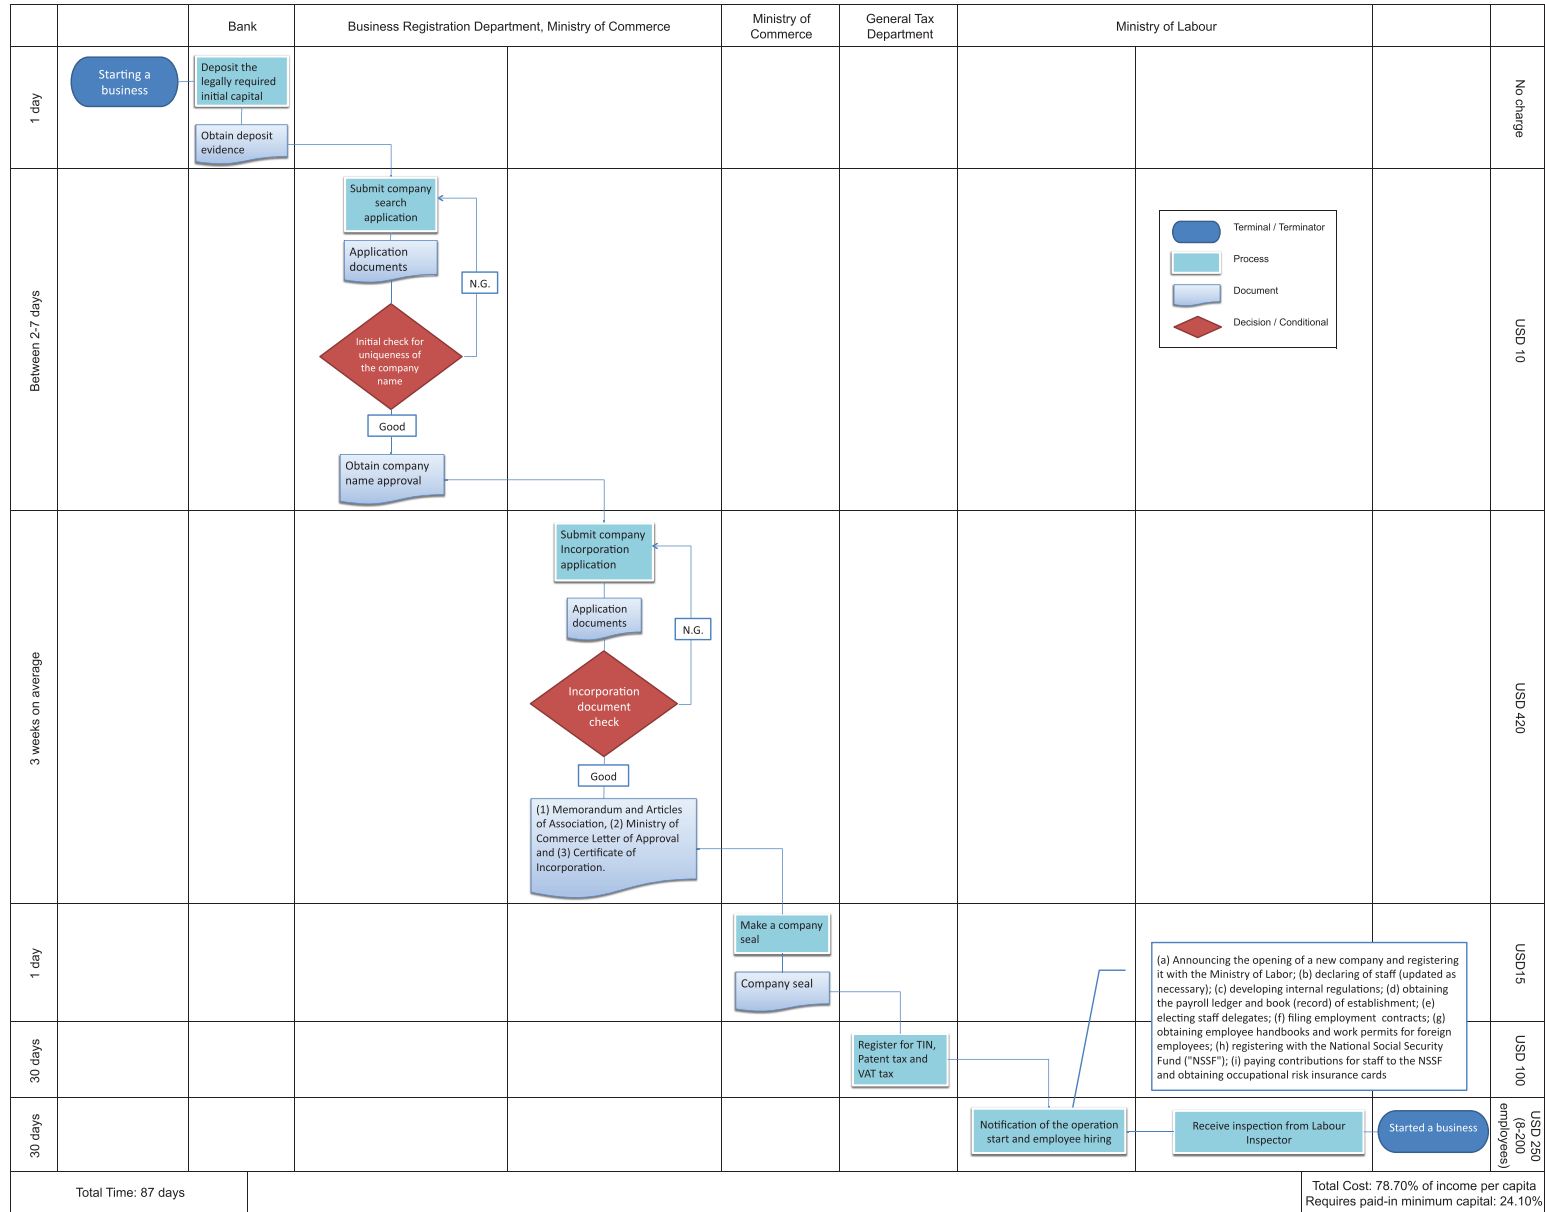 Bank
Business Registration Department, Ministry of Commerce
Ministry of
Commerce
General Tax
Department
Ministry of Labour
1 day
Starting a
business
Deposit the
legally required
initial capital
Obtain deposit
evidence
No charge
Between 2-7 days
Submit company
search
application
Application
documents
N.G.
Initial check for
uniqueness of
the company
name
Good
Obtain company
name approval
Terminal / Terminator
Process
Document
Decision / Conditional
USD 10
3 weeks on average
Submit company
Incorporation
application
Application
documents
N.G.
Incorporation
document
check
Good
(1) Memorandum and Articles
of Association, (2) Ministry of
Commerce Letter of Approval
and (3) Certificate of
Incorporation.
USD 420
1 day
Make a company
seal
Company seal
USD15
(a) Announcing the opening of a new company and registering
it with the Ministry of Labor; (b) declaring of staff (updated as
necessary); (c) developing internal regulations; (d) obtaining
the payroll ledger and book (record) of establishment; (e)
electing staff delegates; (f) filing employment contracts; (g)
obtaining employee handbooks and work permits for foreign
employees; (h) registering with the National Social Security
Fund ("NSSF"); (i) paying contributions for staff to the NSSF
and obtaining occupational risk insurance cards
30 days
Register for TIN,
Patent tax and
VAT tax
USD 100
30 days
Notification of the operation
start and employee hiring
Receive inspection from Labour
Inspector
Started a business
USD 250
(8-200
employees)
Total Time: 87 days
Total Cost: 78.70% of income per capita
Requires paid-in minimum capital: 24.10%